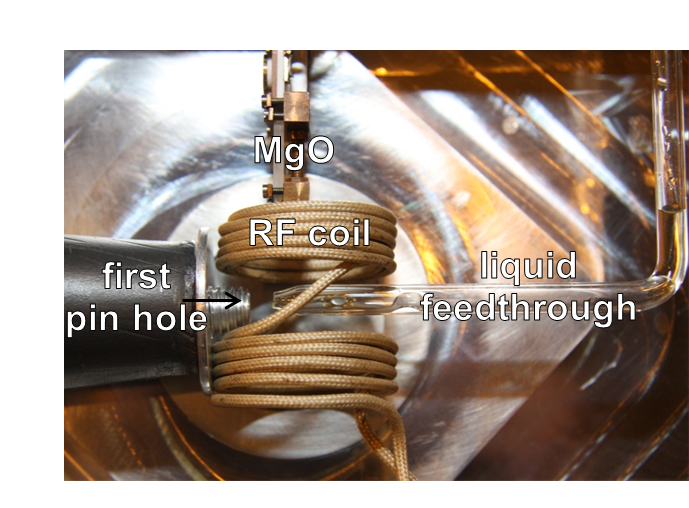 MgO
RF coil
first
pin hole
liquid
feedthrough